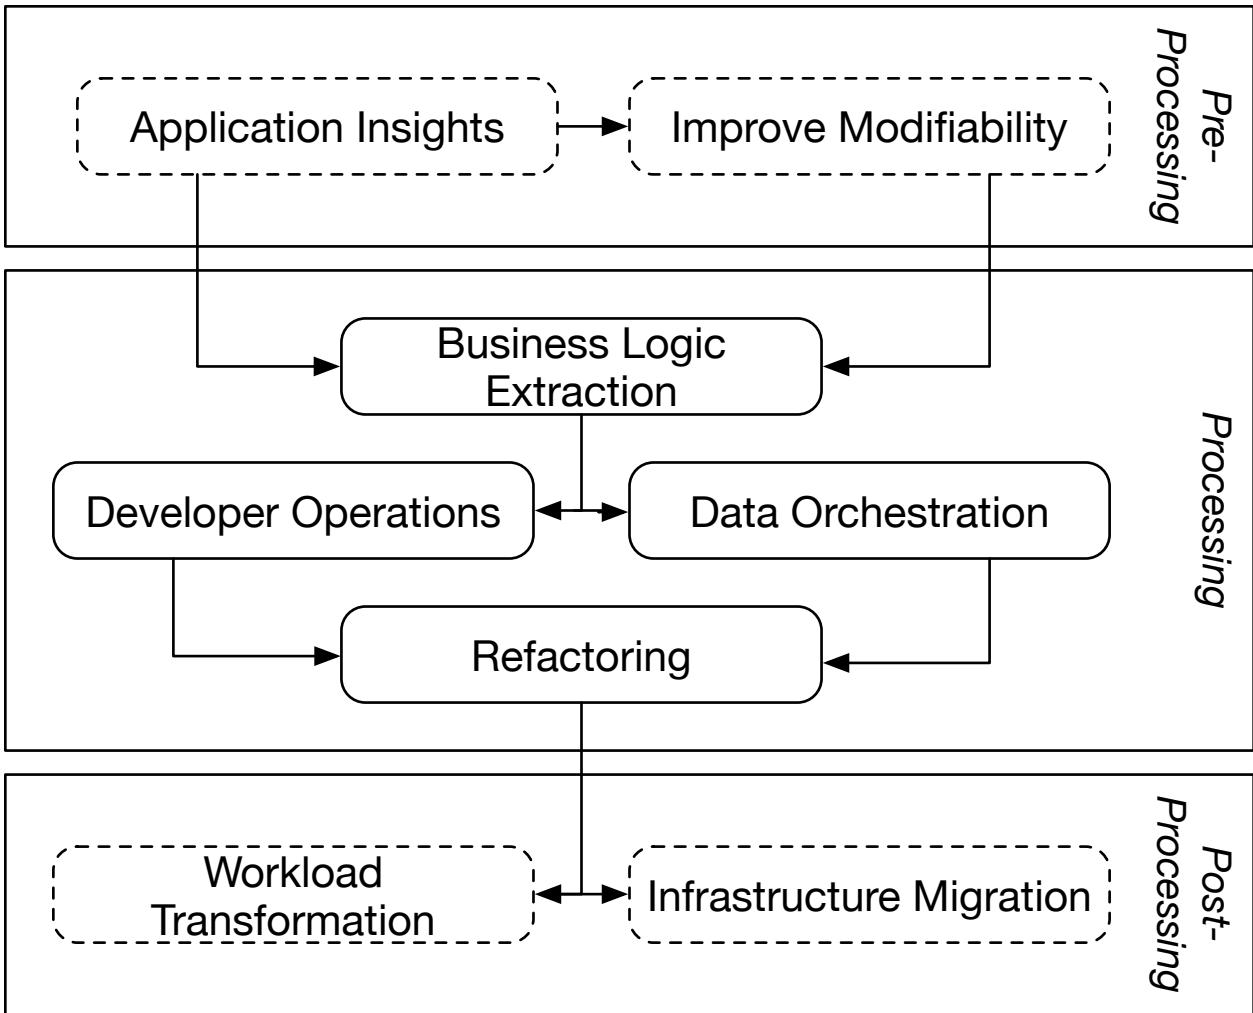 Application Insights
Improve Modifiability
Pre-
Processing
Business Logic
Extraction
Developer Operations
Data Orchestration
Refactoring
Processing
Workload
Transformation
Infrastructure Migration
Post-
Processing